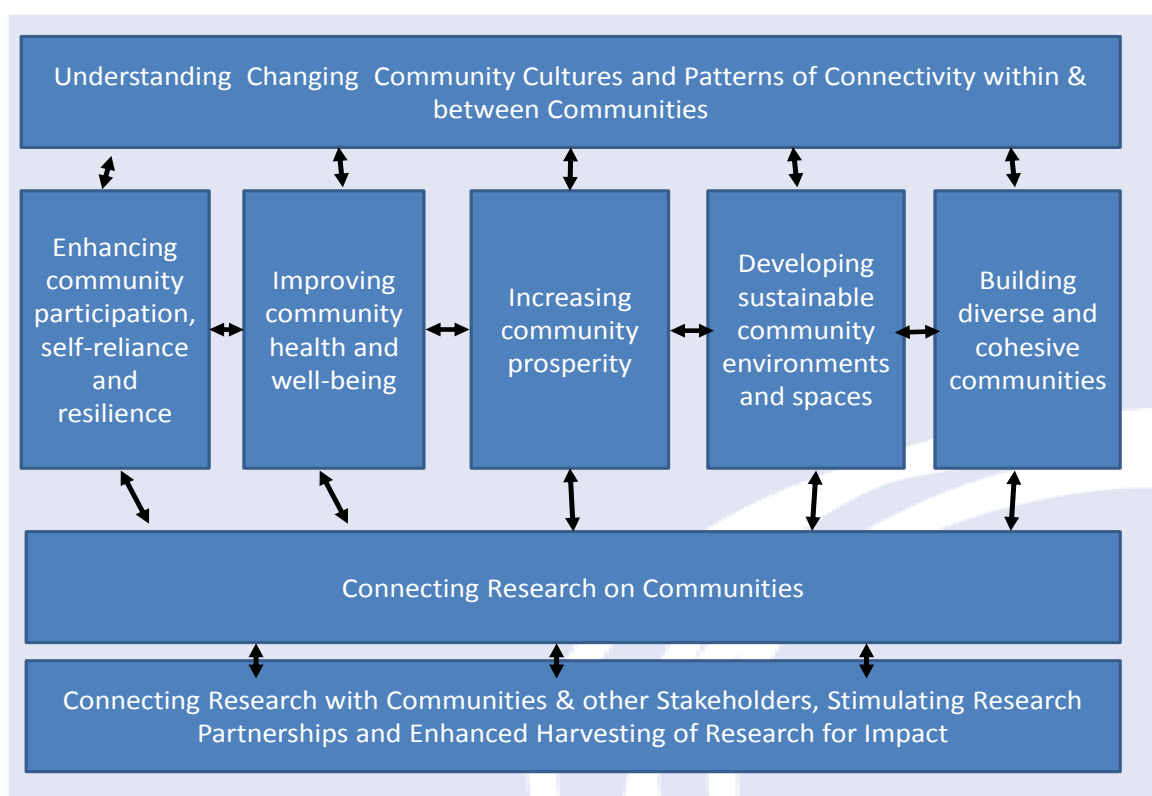 Understanding Changing Community Cultures and Patterns of Connectivity within &
between Communities
Enhancing
community
participation,
self-reliance
and
resilience
Improving
community
health and
well-being
Increasing
community
prosperity
Developing
sustainable
community
environments
and spaces
Building
diverse and
cohesive
communities
Connecting Research on Communities
Connecting Research with Communities & other Stakeholders, Stimulating Research
Partnerships and Enhanced Harvesting of Research for Impact